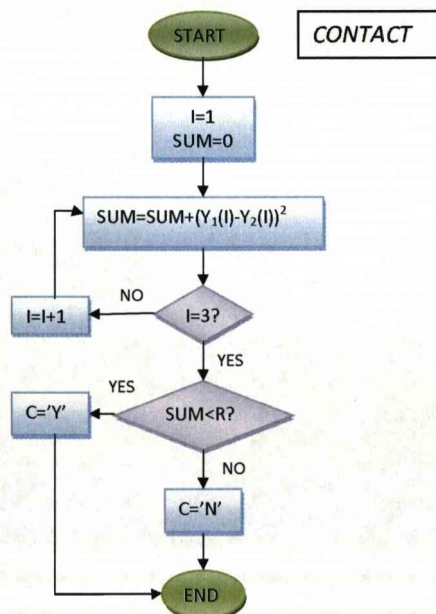 START
CONTACT
I=1
SUM=0
SUM=SUM+(Y₁(I)-Y₂(I))²
NO
I=I+1
I=3?
YES
YES
C='Y'
SUM<R?
NO
C='N'
END